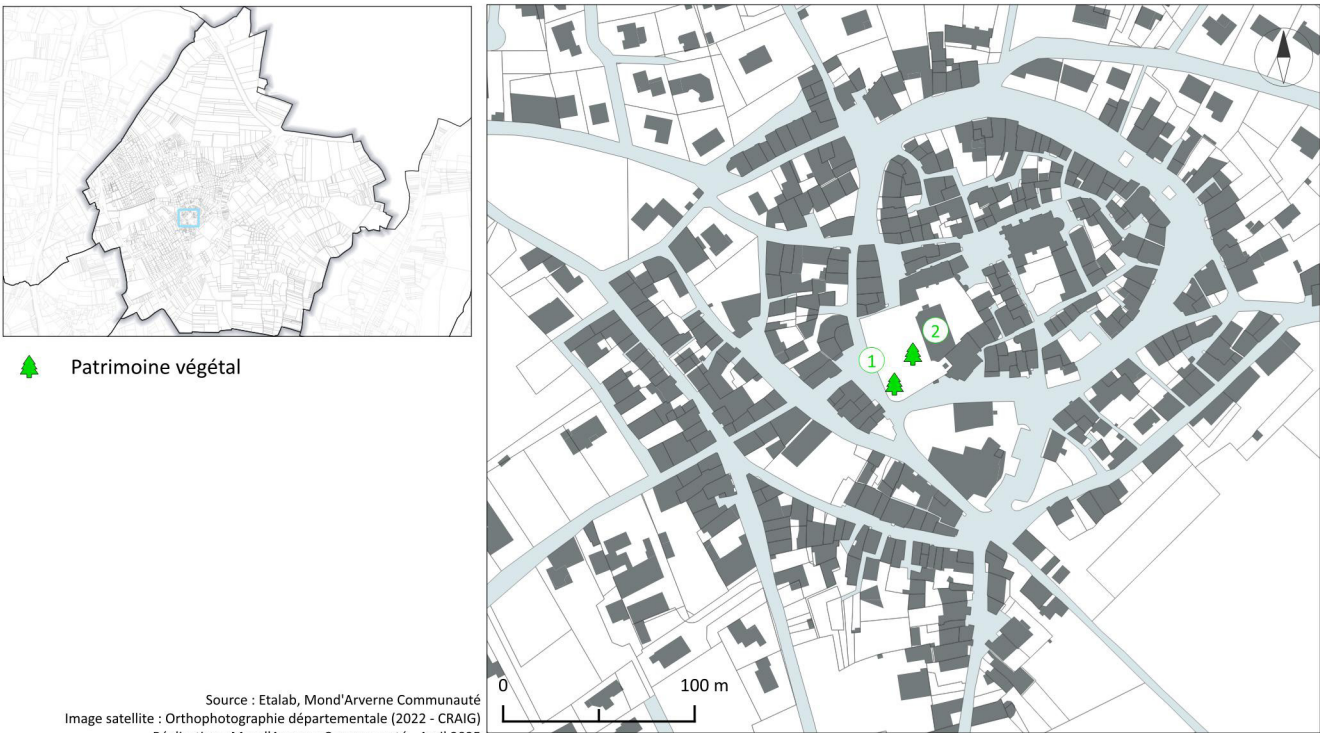 Patrimoine végétal
2
1
0 100 m
Source : Etalab, Mond'Arverne Communauté
Image satellite : Orthophotographie départementale (2022 - CRAIG)